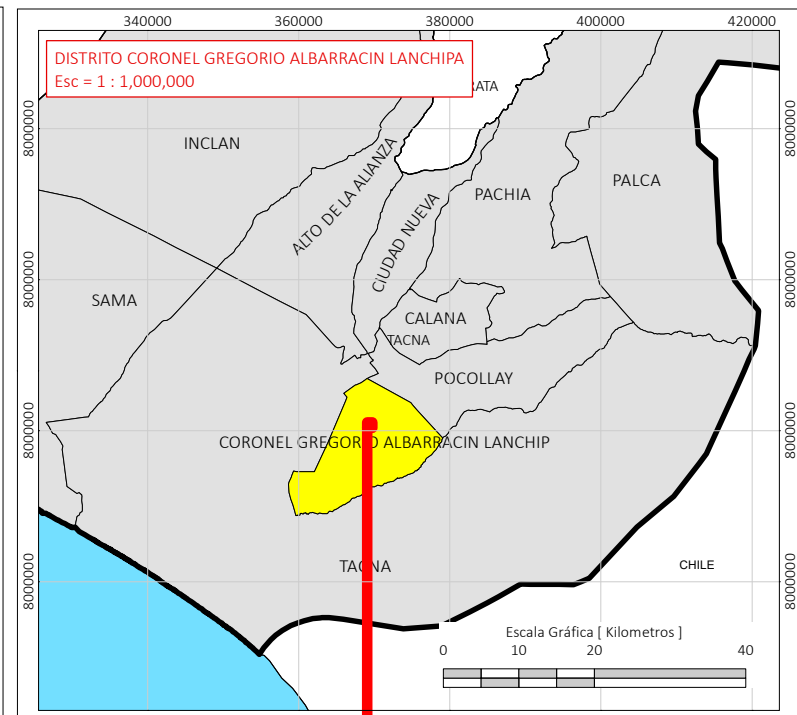 340000 360000 380000 400000 420000
DISTRITO CORONEL GREGORIO ALBARRACIN LANCHIPA
Esc = 1 : 1,000,000
RATA
8000000 8000000
INCLAN
ALTO DE LA ALIANZA
CIUDAD NUEVA
PACHIA
PALCA
8000000 8000000
SAMA
CALANA
TACNA
POCOLLAY
8000000 8000000
CORONEL GREGORIO ALBARRACIN LANCHIP
TACNA
CHILE
8000000 8000000
Escala Gráfica [ Kilometros ]
0 10 20 40